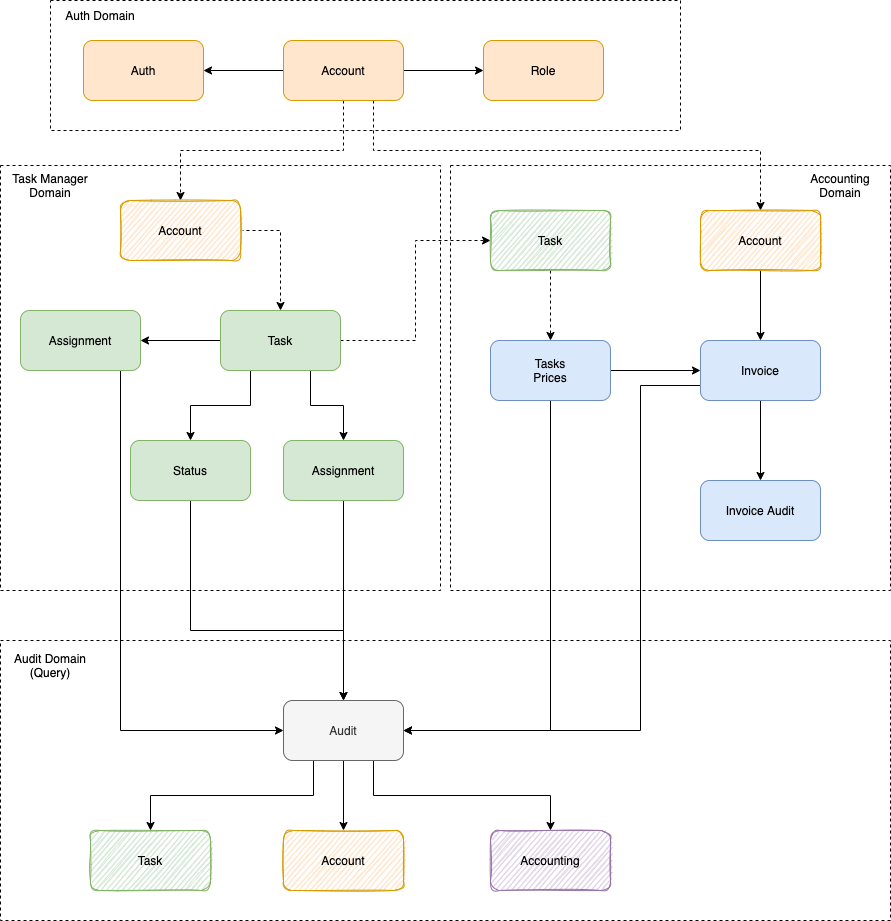 Auth Domain
Auth
Account
Role
Task Manager
Domain
Accounting
Domain
Account
Task
Account
Assignment
Task
Tasks
Prices
Invoice
Status
Assignment
Invoice Audit
Audit Domain
(Query)
Audit
Task
Account
Accounting